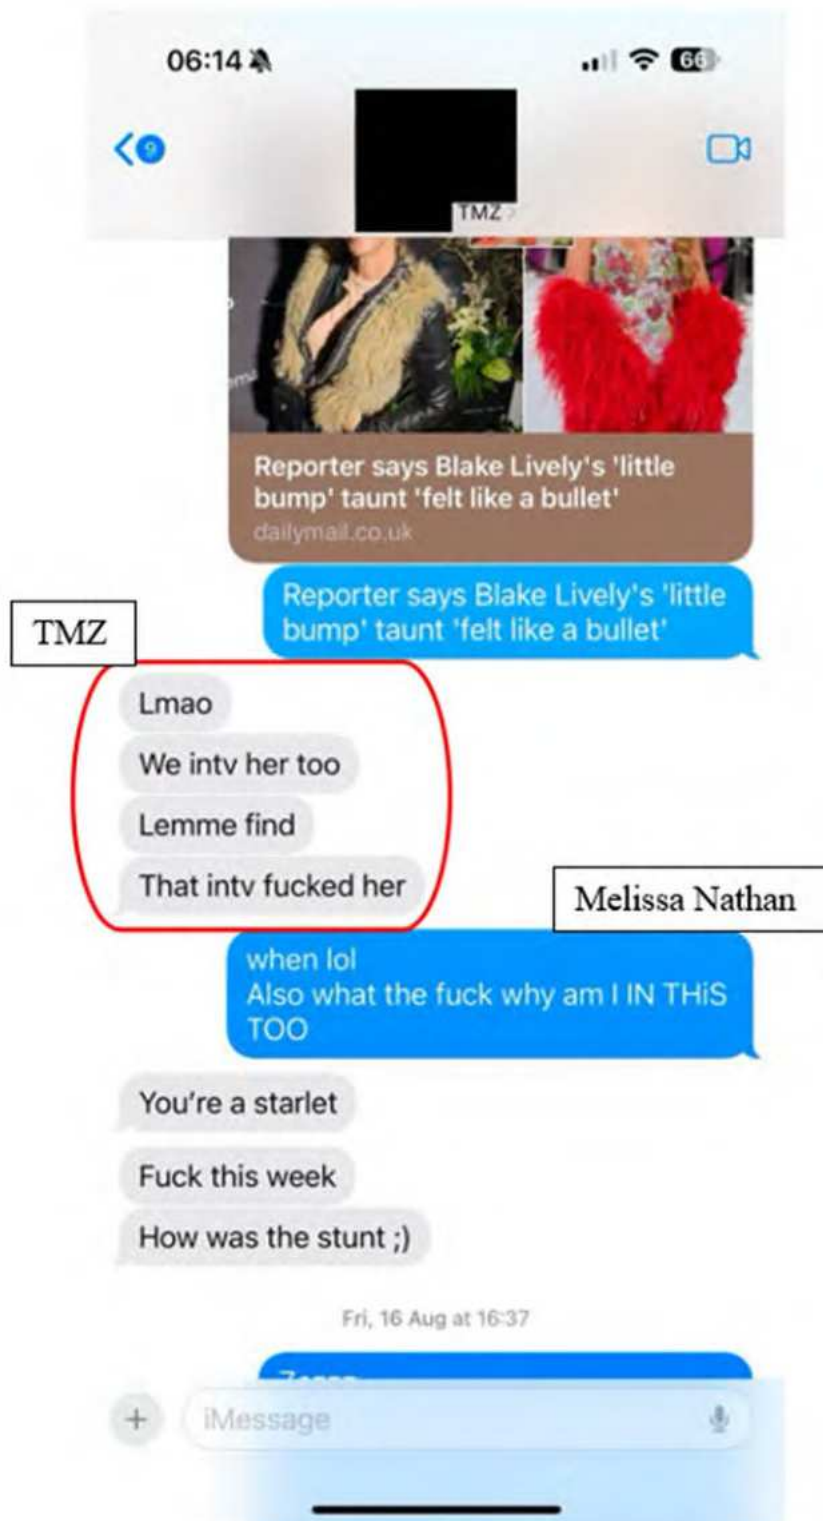 06:14
66
9
TMZ
Reporter says Blake Lively's 'little
bump' taunt 'felt like a bullet'
dailymail.co.uk
Reporter says Blake Lively's 'little
bump' taunt 'felt like a bullet'
TMZ
Lmao
We intv her too
Lemme find
That intv fucked her
Melissa Nathan
when lol
Also what the fuck why am I IN THiS
TOO
You're a starlet
Fuck this week
How was the stunt ;)
Fri, 16 Aug at 16:37
iMessage